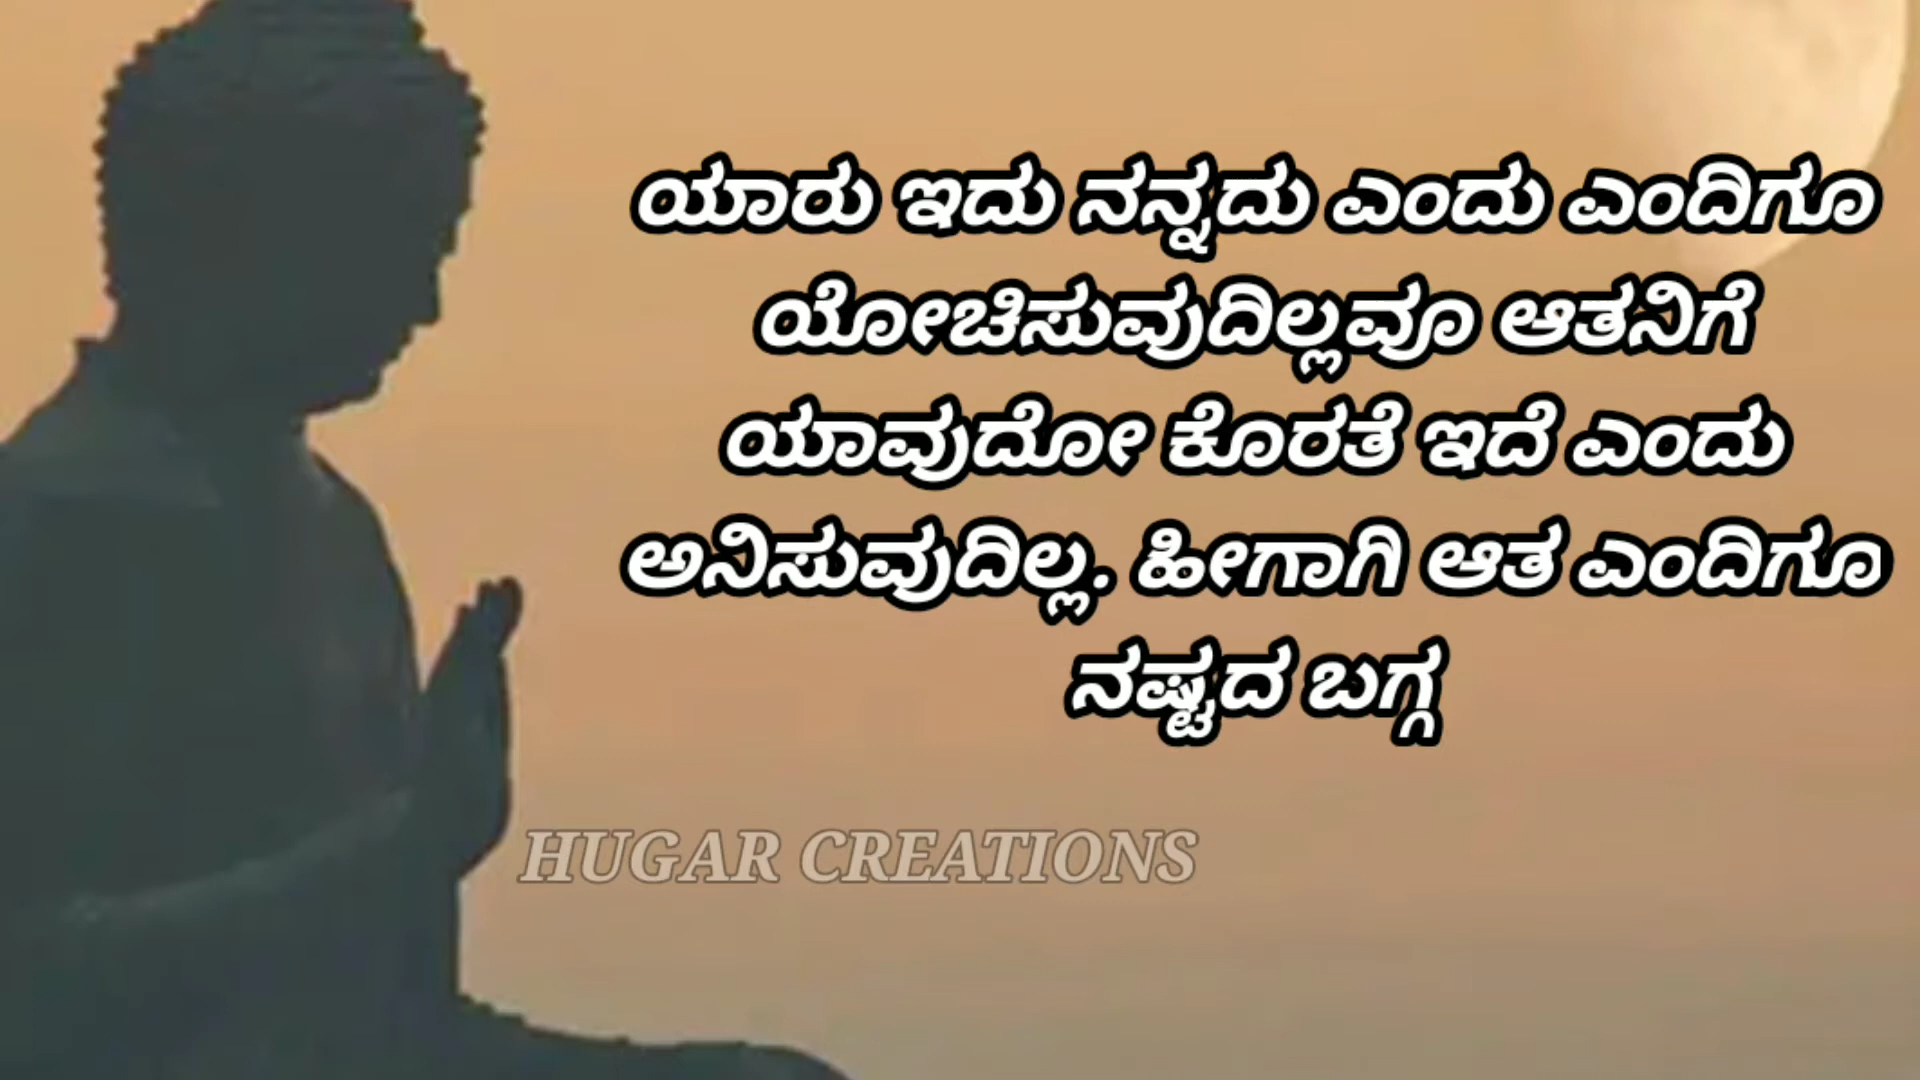 ಯಾರು ಇದು ನನ್ನದು ಎಂದು ಎಂದಿಗೂ
ಯೋಚಿಸುವುದಿಲ್ಲವೂ ಆತನಿಗೆ
ಯಾವುದೋ ಕೊರತೆ ಇದೆ ಎಂದು
ಅನಿಸುವುದಿಲ್ಲ. ಹೀಗಾಗಿ ಆತ ಎಂದಿಗೂ
ನಷ್ಟದ ಬಗ್ಗ
HUGAR CREATIONS